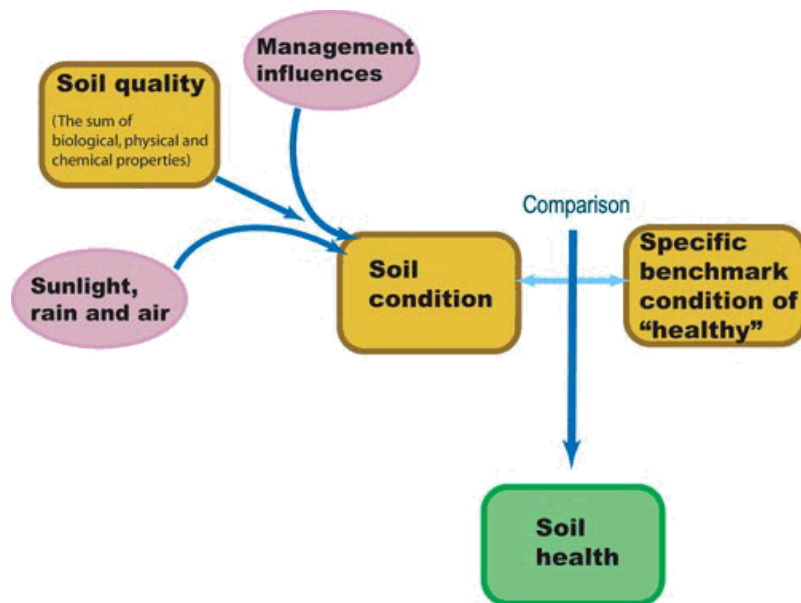 Management
influences
Soil quality
(The sum of
biological, physical and
chemical properties)
Sunlight,
rain and air
Soil
condition
Comparison
Specific
benchmark
condition of
“healthy”
Soil
health